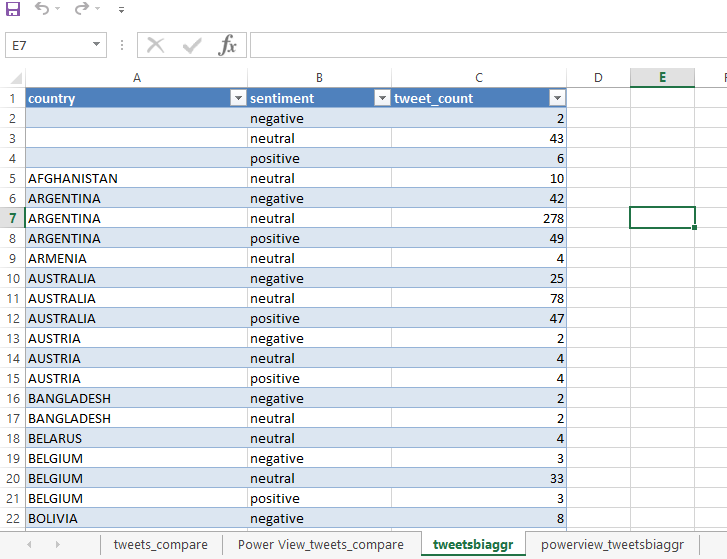 E7 fx
A B C D E
1 country sentiment tweet_count
2 negative 2
3 neutral 43
4 positive 6
5 AFGHANISTAN neutral 10
6 ARGENTINA negative 42
7 ARGENTINA neutral 278
8 ARGENTINA positive 49
9 ARMENIA neutral 4
10 AUSTRALIA negative 25
11 AUSTRALIA neutral 78
12 AUSTRALIA positive 47
13 AUSTRIA negative 2
14 AUSTRIA neutral 4
15 AUSTRIA positive 4
16 BANGLADESH negative 2
17 BANGLADESH neutral 2
18 BELARUS neutral 4
19 BELGIUM negative 3
20 BELGIUM neutral 33
21 BELGIUM positive 3
22 BOLIVIA negative 8
tweets_compare Power View_tweets_compare tweetsbiaggr powerview_tweetsbiaggr